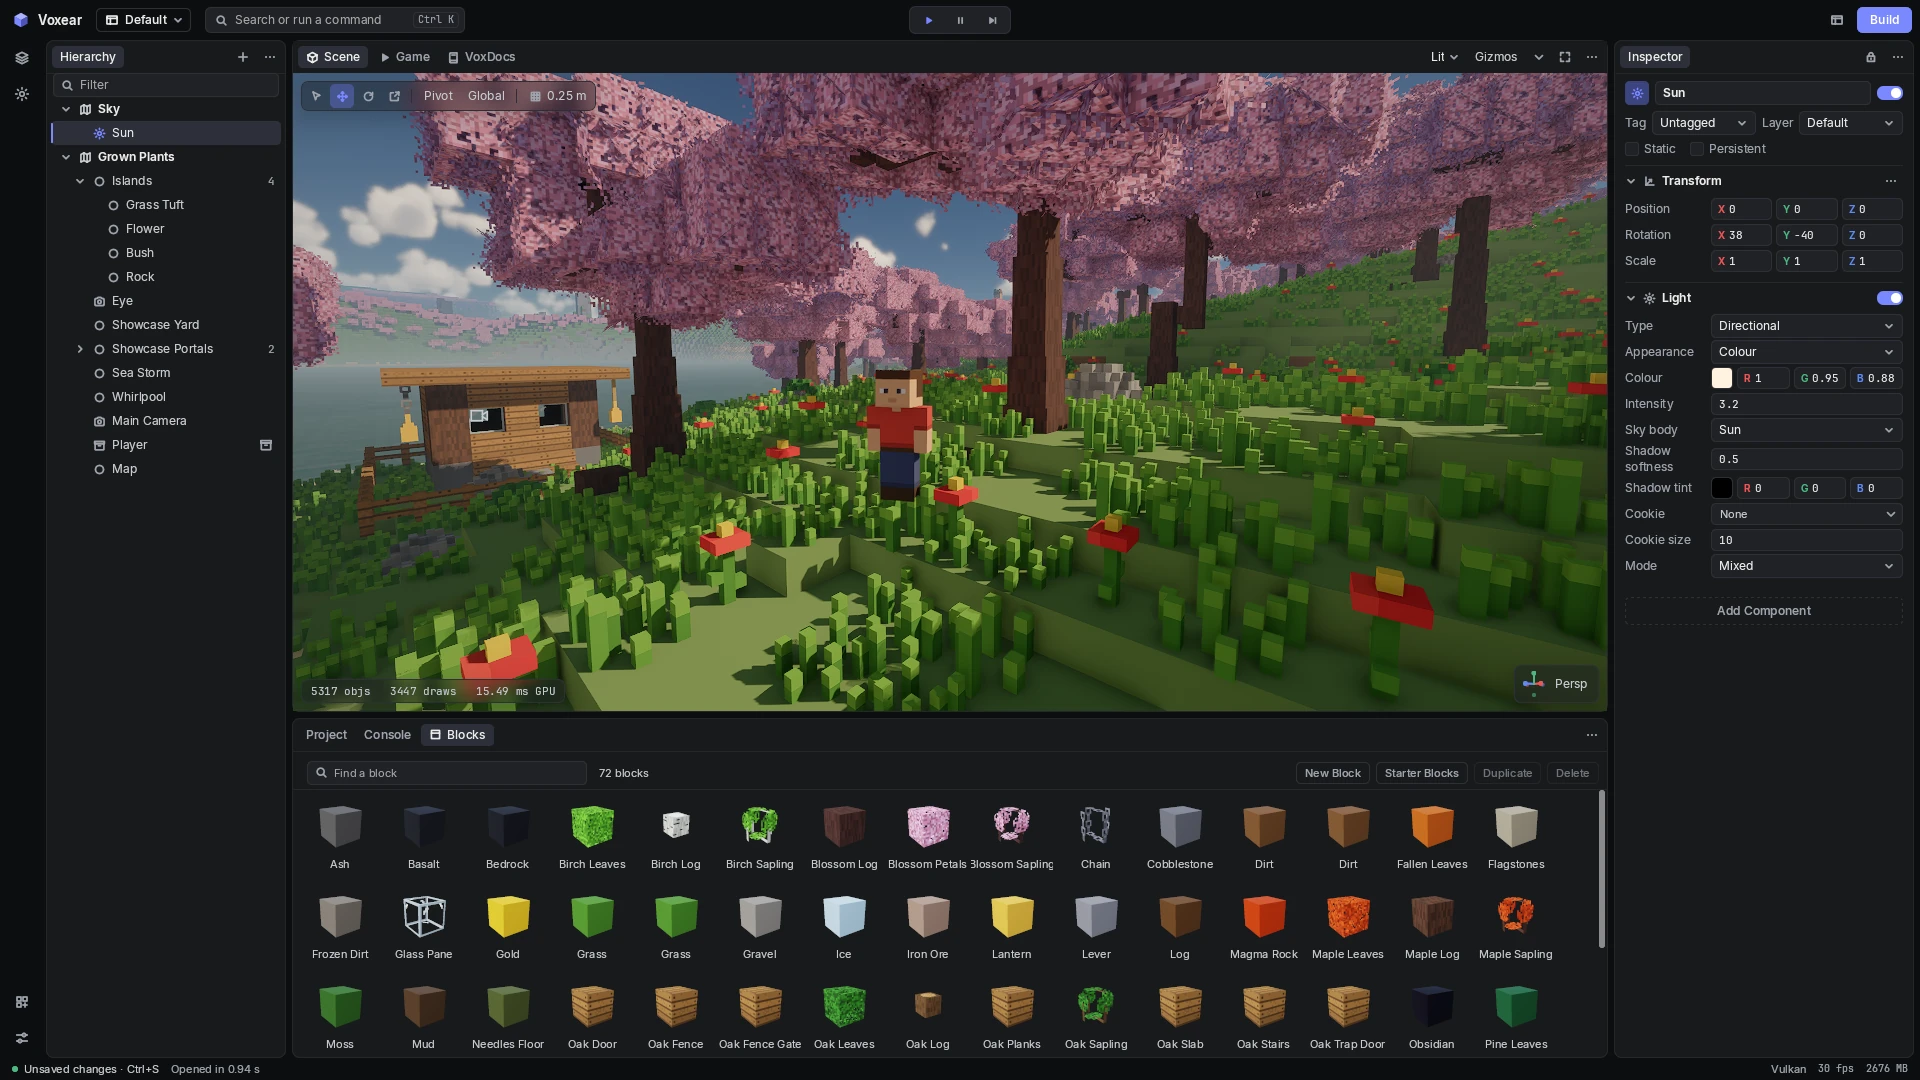 Voxear
Default
Search or run a command
Ctrl K
Build
Hierarchy
Filter
Sky
Sun
Grown Plants
Islands 4
Grass Tuft
Flower
Bush
Rock
Eye
Showcase Yard
Showcase Portals 2
Sea Storm
Whirlpool
Main Camera
Player
Map
Scene Game VoxDocs
Lit Gizmos
Pivot Global 0.25 m
5317 objs 3447 draws 15.49 ms GPU
Persp
Project Console Blocks
Find a block
72 blocks
New Block Starter Blocks Duplicate Delete
Ash Basalt Bedrock Birch Leaves Birch Log Birch Sapling Blossom Log Blossom Petals Blossom Sapling Chain Cobblestone Dirt Dirt Fallen Leaves Flagstones
Frozen Dirt Glass Pane Gold Grass Grass Gravel Ice Iron Ore Lantern Lever Log Magma Rock Maple Leaves Maple Log Maple Sapling
Moss Mud Needles Floor Oak Door Oak Fence Oak Fence Gate Oak Leaves Oak Log Oak Planks Oak Sapling Oak Slab Oak Stairs Oak Trap Door Obsidian Pine Leaves
Inspector
Sun
Tag Untagged Layer Default
Static Persistent
Transform
Position X 0 Y 0 Z 0
Rotation X 38 Y -40 Z 0
Scale X 1 Y 1 Z 1
Light
Type Directional
Appearance Colour
Colour R 1 G 0.95 B 0.88
Intensity 3.2
Sky body Sun
Shadow softness 0.5
Shadow tint R 0 G 0 B 0
Cookie None
Cookie size 10
Mode Mixed
Add Component
Unsaved changes · Ctrl+S Opened in 0.94 s
Vulkan 30 fps 2676 MB